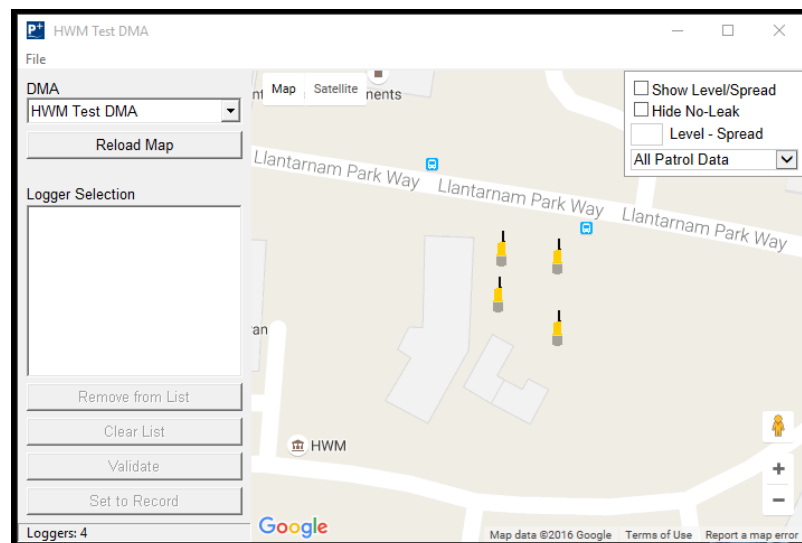 P+ HWM Test DMA
File
DMA
HWM Test DMA
Reload Map
Logger Selection
Remove from List
Clear List
Validate
Set to Record
Loggers: 4
Map Satellite
nt
nents
Show Level/Spread
Hide No-Leak
Level - Spread
All Patrol Data
Llantarnam Park Way Llantarnam Park Way Llantarnam Park Way
an
HWM
+
−
Google
Map data ©2016 Google Terms of Use Report a map error